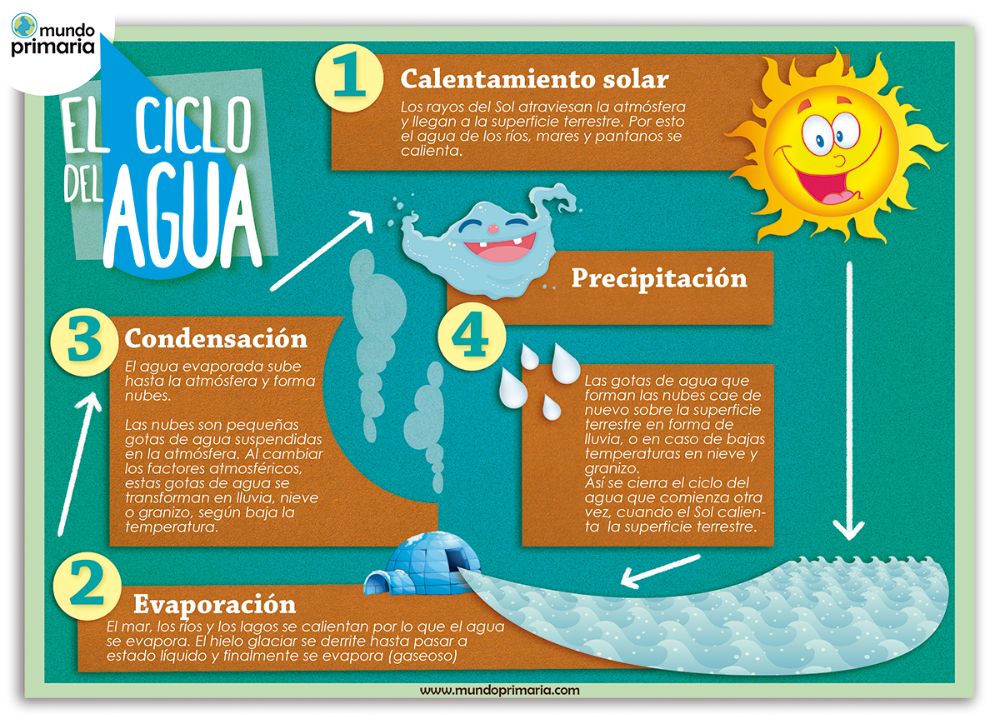 mundo
primaria
EL CICLO
DEL AGUA
1
Calentamiento solar
Los rayos del Sol atraviesan la atmósfera
y llegan a la superficie terrestre. Por esto
el agua de los ríos, mares y pantanos se
calienta.
Precipitación
4
Las gotas de agua que
forman las nubes cae de
nuevo sobre la superficie
terrestre en forma de
lluvia, o en caso de bajas
temperaturas en nieve y
granizo.
Así se cierra el ciclo del
agua que comienza otra
vez, cuando el Sol calien-
ta la superficie terrestre.
3
Condensación
El agua evaporada sube
hasta la atmósfera y forma
nubes.
Las nubes son pequeñas
gotas de agua suspendidas
en la atmósfera. Al cambiar
los factores atmosféricos,
estas gotas de agua se
transforman en lluvia, nieve
o granizo, según baja la
temperatura.
2
Evaporación
El mar, los ríos y los lagos se calientan por lo que el agua
se evapora. El hielo glaciar se derrite hasta pasar a
estado líquido y finalmente se evapora (gaseoso)
www.mundoprimaria.com